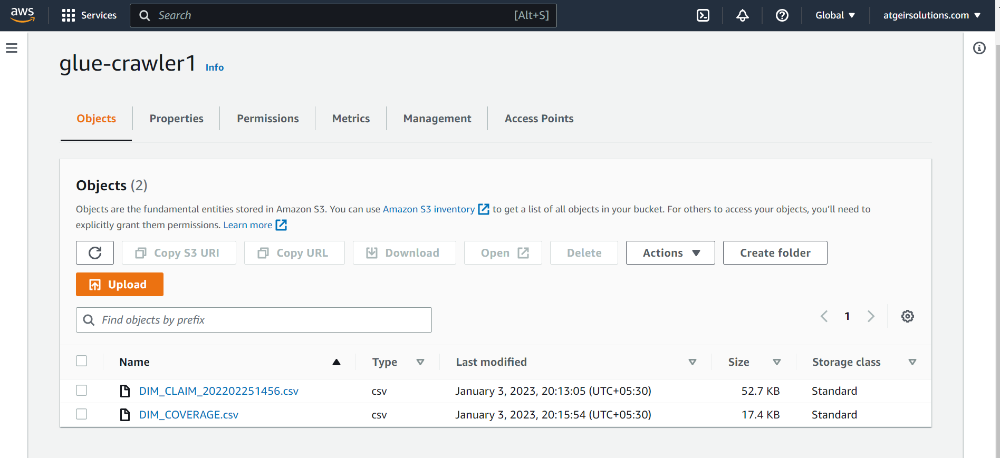 aws
Services
Search [Alt+S]
Global
atgeirsolutions.com
glue-crawler1 Info
Objects Properties Permissions Metrics Management Access Points
Objects (2)
Objects are the fundamental entities stored in Amazon S3. You can use Amazon S3 inventory to get a list of all objects in your bucket. For others to access your objects, you'll need to
explicitly grant them permissions. Learn more
Copy S3 URI Copy URL Download Open Delete Actions Create folder
Upload
Find objects by prefix
1
Name Type Last modified Size Storage class
DIM_CLAIM_202202251456.csv csv January 3, 2023, 20:13:05 (UTC+05:30) 52.7 KB Standard
DIM_COVERAGE.csv csv January 3, 2023, 20:15:54 (UTC+05:30) 17.4 KB Standard